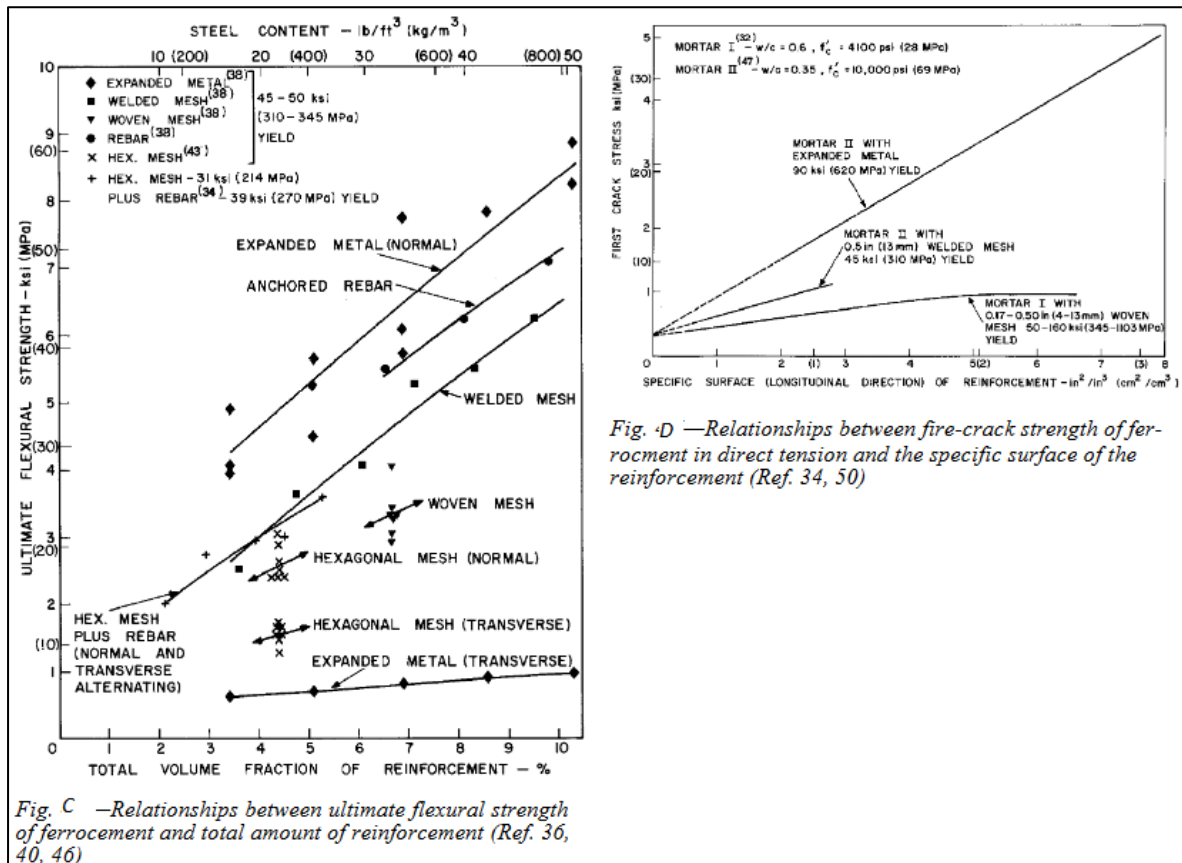 STEEL CONTENT – lb/ft³ (kg/m³)
10 (200) 20 (400) 30 (600) 40 (800) 50
ULTIMATE FLEXURAL STRENGTH – ksi (MPa)
10
9
(60)
8
(50)
7
6
(40)
5
(30)
4
3
(20)
2
(10)
1
0
◆ EXPANDED METAL(38)
■ WELDED MESH(38)
▼ WOVEN MESH(38)
● REBAR(38)
× HEX. MESH(43)
45–50 ksi
(310–345 MPa)
YIELD
+ HEX. MESH–31 ksi (214 MPa)
PLUS REBAR(34)–39 ksi (270 MPa) YIELD
EXPANDED METAL (NORMAL)
ANCHORED REBAR
WELDED MESH
WOVEN MESH
HEXAGONAL MESH (NORMAL)
HEXAGONAL MESH (TRANSVERSE)
EXPANDED METAL (TRANSVERSE)
HEX. MESH
PLUS REBAR
(NORMAL AND
TRANSVERSE
ALTERNATING)
0 1 2 3 4 5 6 7 8 9 10
TOTAL VOLUME FRACTION OF REINFORCEMENT – %
Fig. C —Relationships between ultimate flexural strength
of ferrocement and total amount of reinforcement (Ref. 36,
40, 46)
FIRST CRACK STRESS ksi (MPa)
5
(30)
4
3
(20)
2
(10)
1
MORTAR I(32) – w/c = 0.6, f'c = 4100 psi (28 MPa)
MORTAR II(47) – w/c = 0.35, f'c = 10,000 psi (69 MPa)
MORTAR II WITH
EXPANDED METAL
90 ksi (620 MPa) YIELD
MORTAR II WITH
0.5 in (13 mm) WELDED MESH
45 ksi (310 MPa) YIELD
MORTAR I WITH
0.17–0.50 in (4–13mm) WOVEN
MESH 50–160 ksi (345–1103 MPa)
YIELD
0 1 2 (1) 3 4 5(2) 6 7 (3) 8
SPECIFIC SURFACE (LONGITUDINAL DIRECTION) OF REINFORCEMENT – in²/in³ (cm²/cm³)
Fig. D —Relationships between fire-crack strength of fer-
rocment in direct tension and the specific surface of the
reinforcement (Ref. 34, 50)